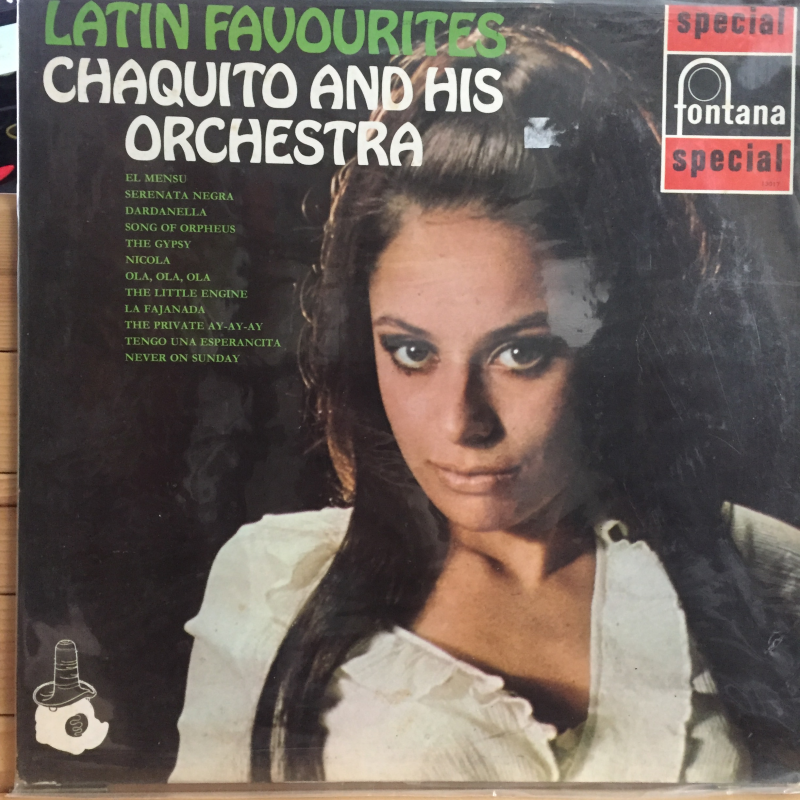 LATIN FAVOURITES
CHAQUITO AND HIS
ORCHESTRA
EL MENSU
SERENATA NEGRA
DARDANELLA
SONG OF ORPHEUS
THE GYPSY
NICOLA
OLA, OLA, OLA
THE LITTLE ENGINE
LA FAJANADA
THE PRIVATE AY-AY-AY
TENGO UNA ESPERANCITA
NEVER ON SUNDAY
special
fontana
special